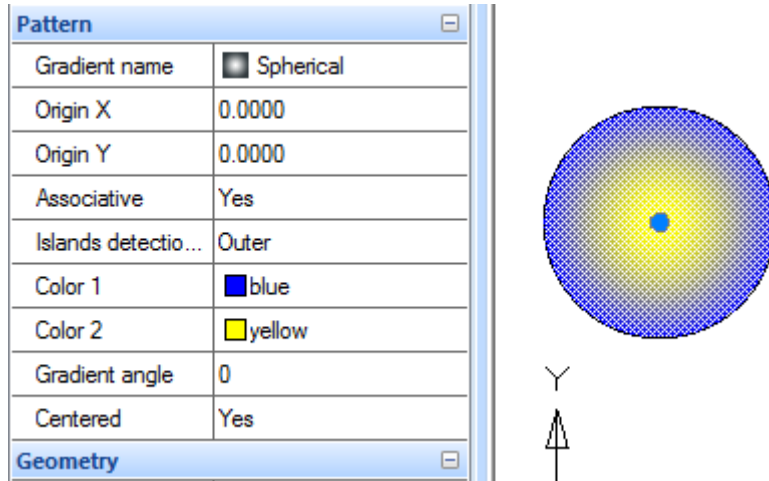 Pattern
Gradient name Spherical
Origin X 0.0000
Origin Y 0.0000
Associative Yes
Islands detectio... Outer
Color 1 blue
Color 2 yellow
Gradient angle 0
Centered Yes
Y
Geometry